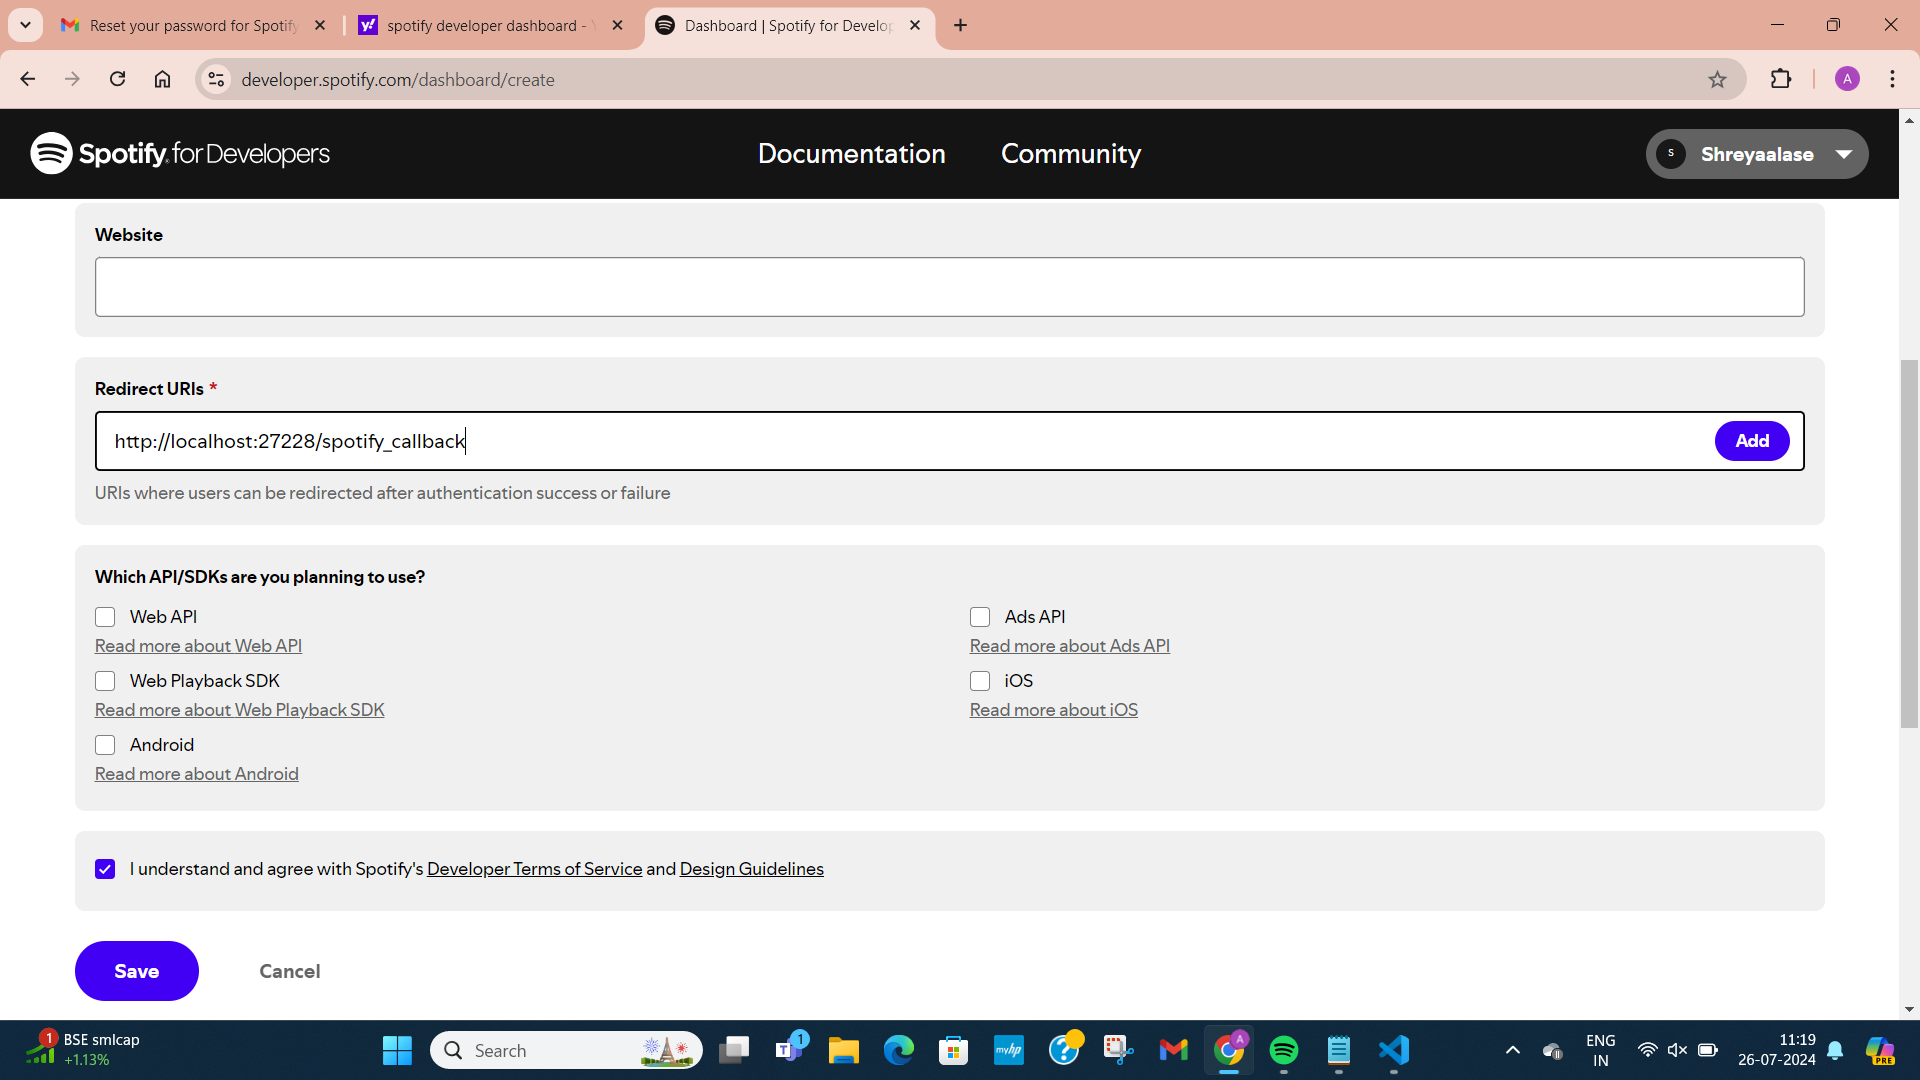 Reset your password for Spotify
spotify developer dashboard - Y
Dashboard | Spotify for Develop
developer.spotify.com/dashboard/create
A
Spotify for Developers
Documentation
Community
S
Shreyaalase
Website
Redirect URIs *
http://localhost:27228/spotify_callback
Add
URIs where users can be redirected after authentication success or failure
Which API/SDKs are you planning to use?
Web API
Read more about Web API
Ads API
Read more about Ads API
Web Playback SDK
Read more about Web Playback SDK
iOS
Read more about iOS
Android
Read more about Android
I understand and agree with Spotify's Developer Terms of Service and Design Guidelines
Save
Cancel
1
BSE smlcap
+1.13%
Search
1
myhp
A
ENG
IN
11:19
26-07-2024
PRE